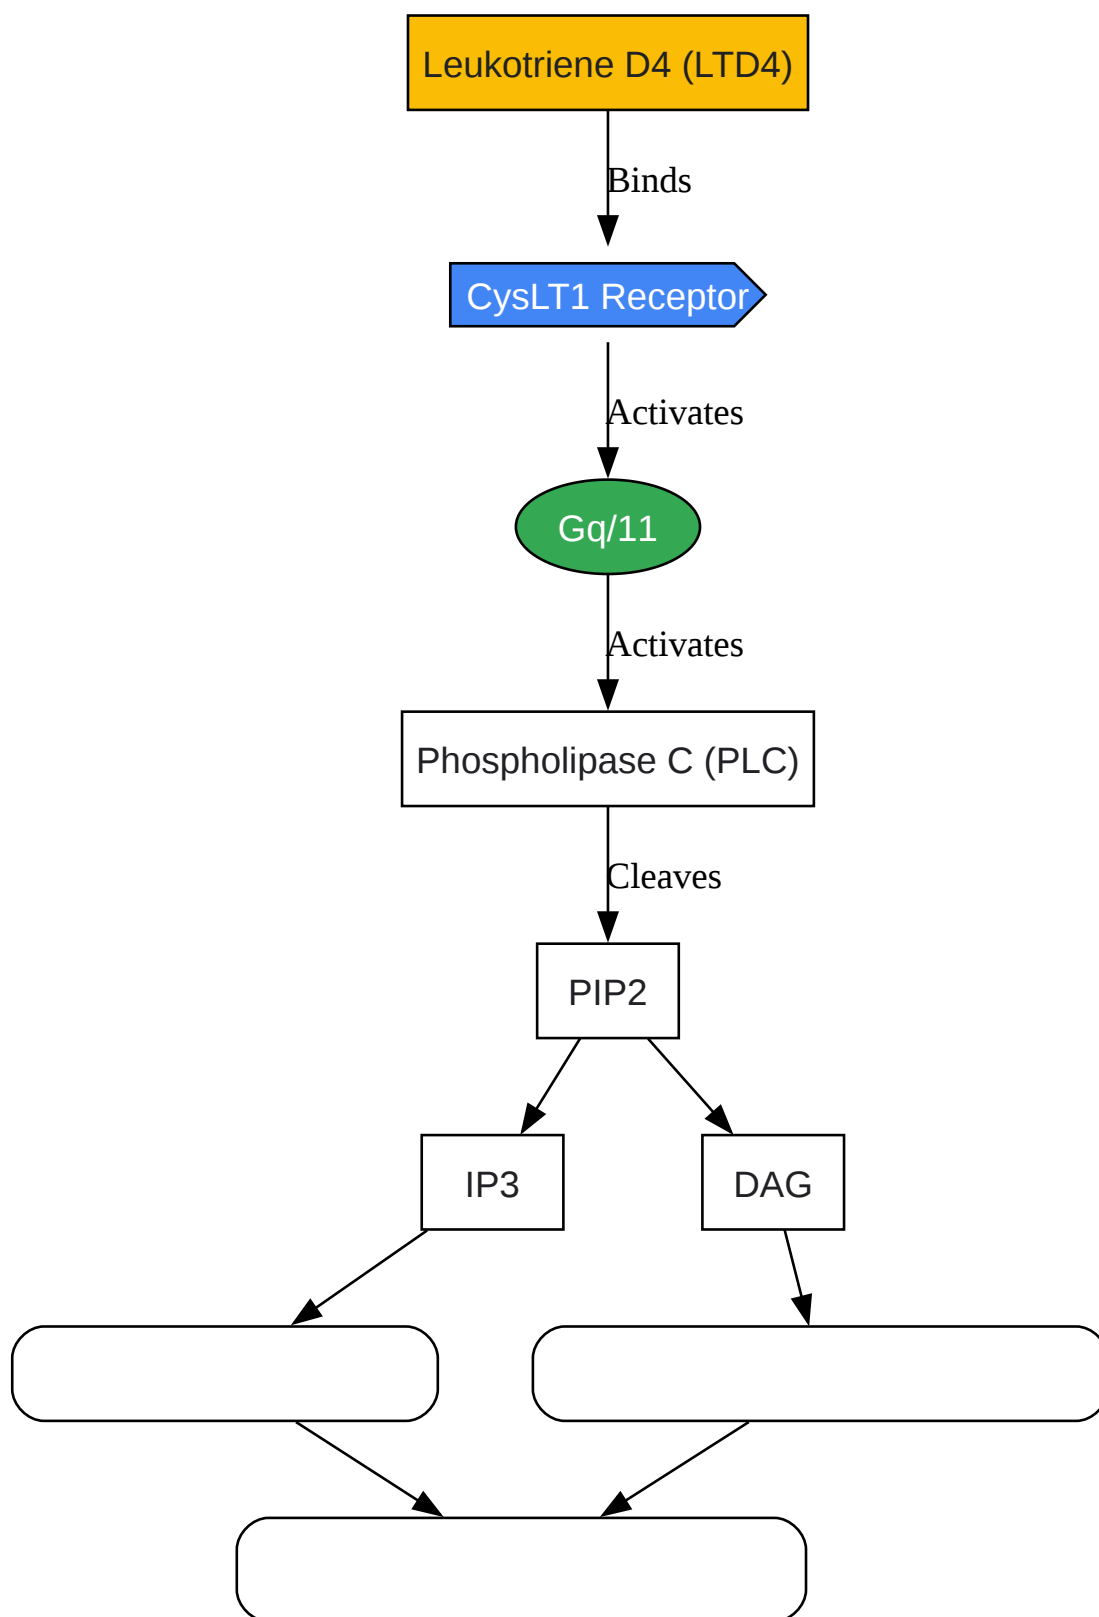 Leukotriene D4 (LTD4)
Binds
CysLT1 Receptor
Activates
Gq/11
Activates
Phospholipase C (PLC)
Cleaves
PIP2
IP3
DAG